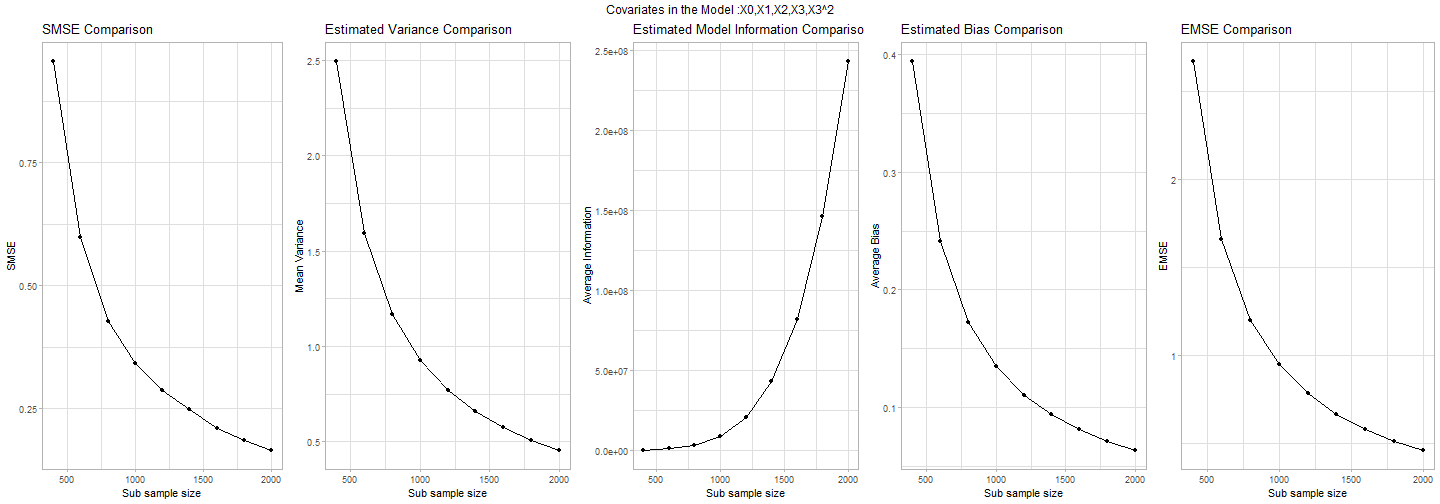 Covariates in the Model :X0,X1,X2,X3,X3^2
SMSE Comparison
SMSE
0.75
0.50
0.25
500 1000 1500 2000
Sub sample size
Estimated Variance Comparison
Mean Variance
2.5
2.0
1.5
1.0
0.5
500 1000 1500 2000
Sub sample size
Estimated Model Information Compariso
Average Information
2.5e+08
2.0e+08
1.5e+08
1.0e+08
5.0e+07
0.0e+00
500 1000 1500 2000
Sub sample size
Estimated Bias Comparison
Average Bias
0.4
0.3
0.2
0.1
500 1000 1500 2000
Sub sample size
EMSE Comparison
EMSE
2
1
500 1000 1500 2000
Sub sample size